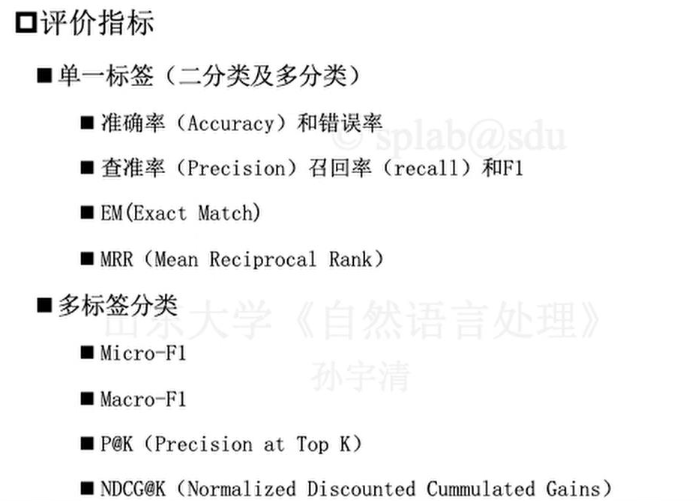 评价指标
单一标签（二分类及多分类）
准确率（Accuracy）和错误率
© splab@sdu
查准率（Precision）召回率（recall）和F1
EM(Exact Match)
MRR（Mean Reciprocal Rank）
多标签分类
山东大学《自然语言处理》
Micro-F1
孙宇清
Macro-F1
P@K（Precision at Top K）
NDCG@K（Normalized Discounted Cummulated Gains）